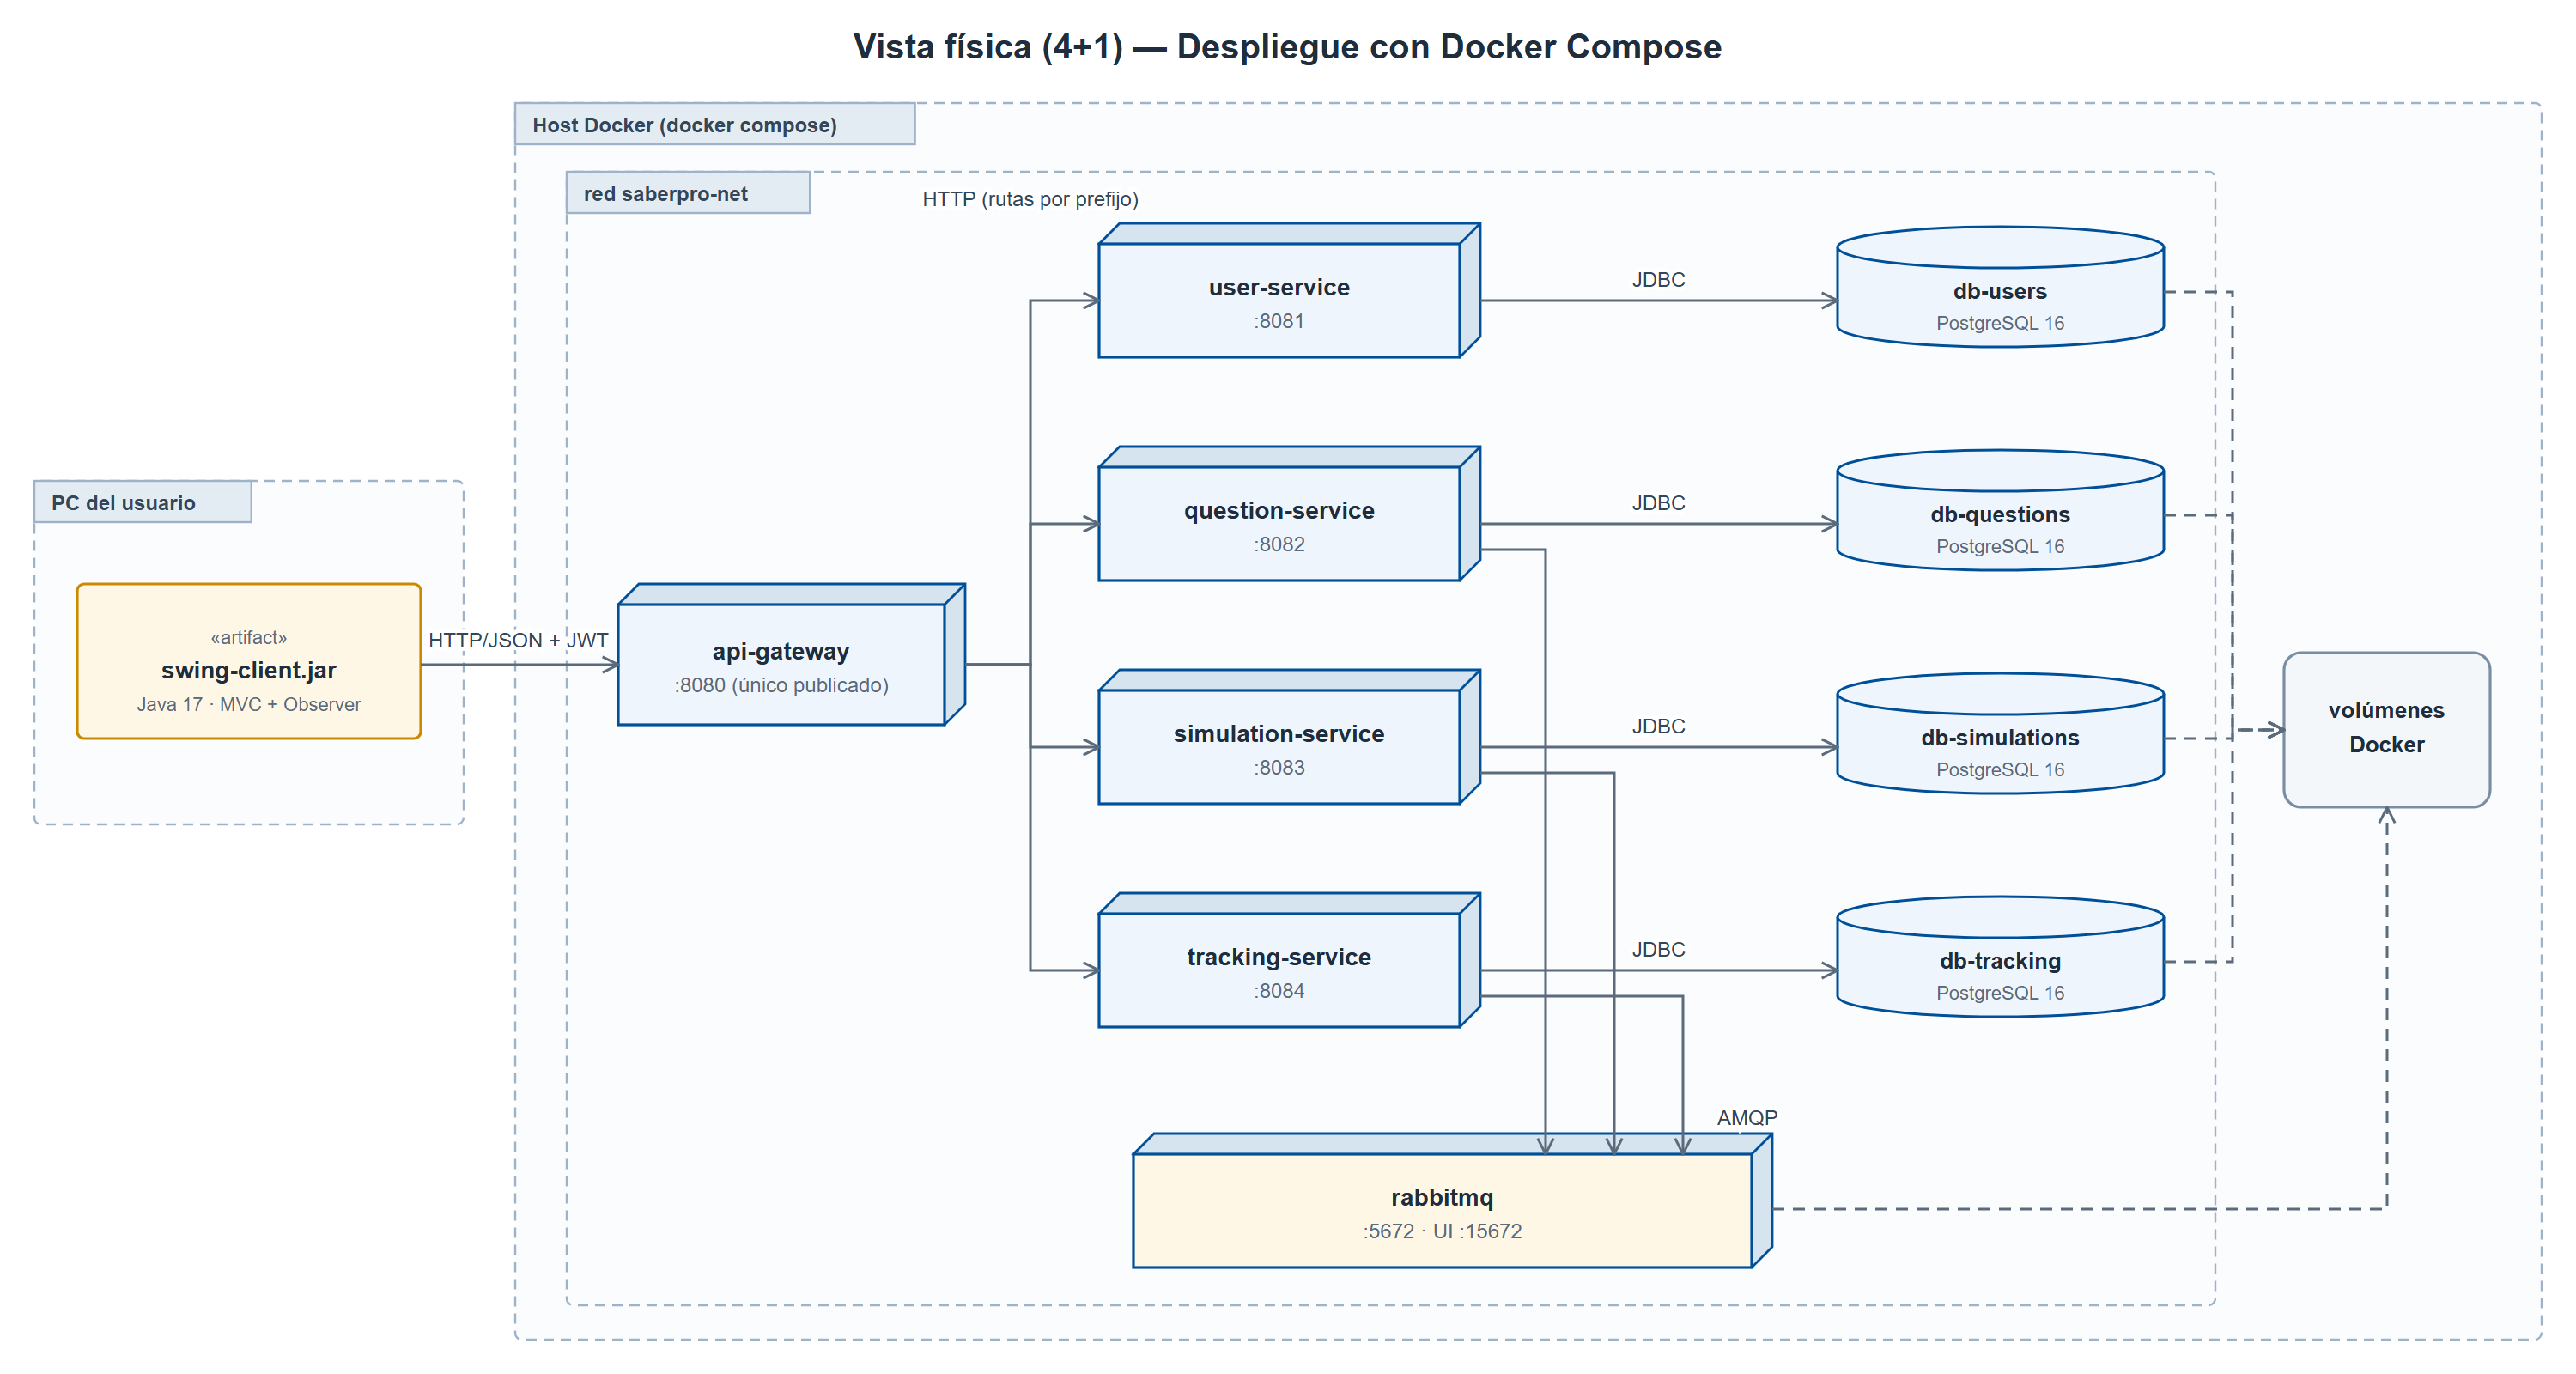 Vista física (4+1) — Despliegue con Docker Compose
Host Docker (docker compose)
red saberpro-net
HTTP (rutas por prefijo)
user-service
:8081
JDBC
db-users
PostgreSQL 16
PC del usuario
question-service
:8082
JDBC
db-questions
PostgreSQL 16
«artifact»
swing-client.jar
Java 17 · MVC + Observer
HTTP/JSON + JWT
api-gateway
:8080 (único publicado)
simulation-service
:8083
JDBC
db-simulations
PostgreSQL 16
volúmenes
Docker
tracking-service
:8084
JDBC
db-tracking
PostgreSQL 16
AMQP
rabbitmq
:5672 · UI :15672